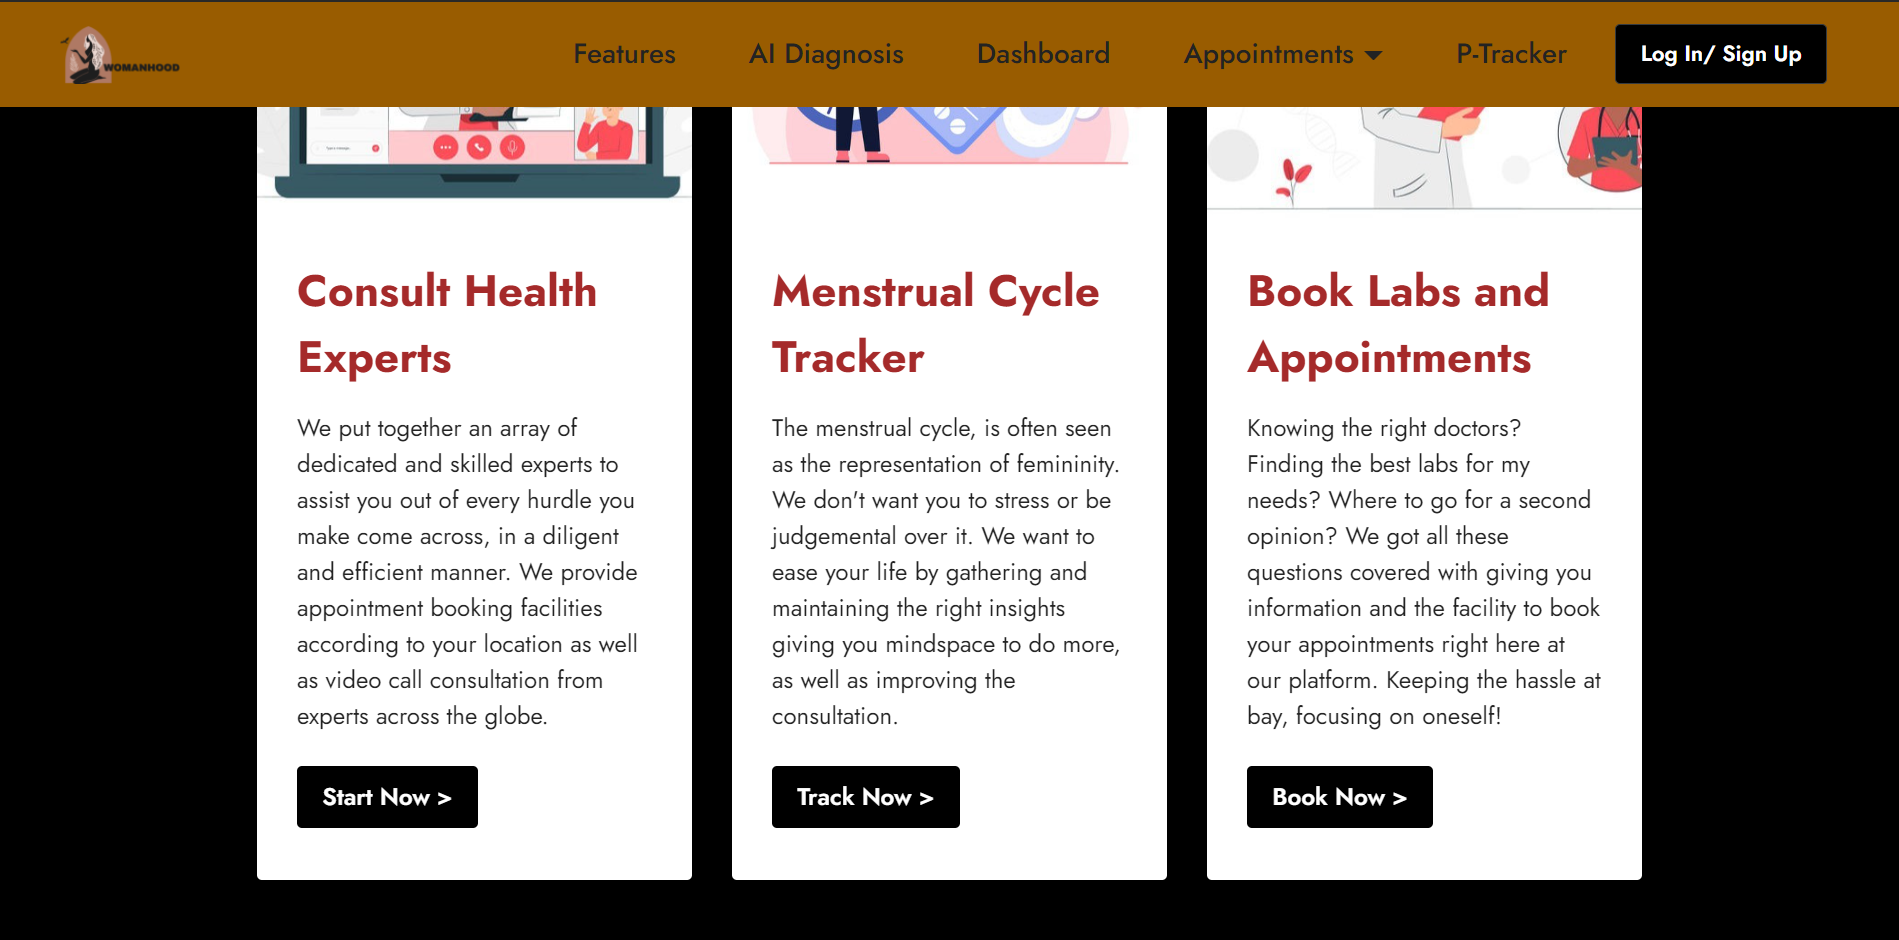 WOMANHOOD
Features
AI Diagnosis
Dashboard
Appointments
P-Tracker
Log In/ Sign Up
Consult Health
Experts
We put together an array of
dedicated and skilled experts to
assist you out of every hurdle you
make come across, in a diligent
and efficient manner. We provide
appointment booking facilities
according to your location as well
as video call consultation from
experts across the globe.
Start Now >
Menstrual Cycle
Tracker
The menstrual cycle, is often seen
as the representation of femininity.
We don't want you to stress or be
judgemental over it. We want to
ease your life by gathering and
maintaining the right insights
giving you mindspace to do more,
as well as improving the
consultation.
Track Now >
Book Labs and
Appointments
Knowing the right doctors?
Finding the best labs for my
needs? Where to go for a second
opinion? We got all these
questions covered with giving you
information and the facility to book
your appointments right here at
our platform. Keeping the hassle at
bay, focusing on oneself!
Book Now >